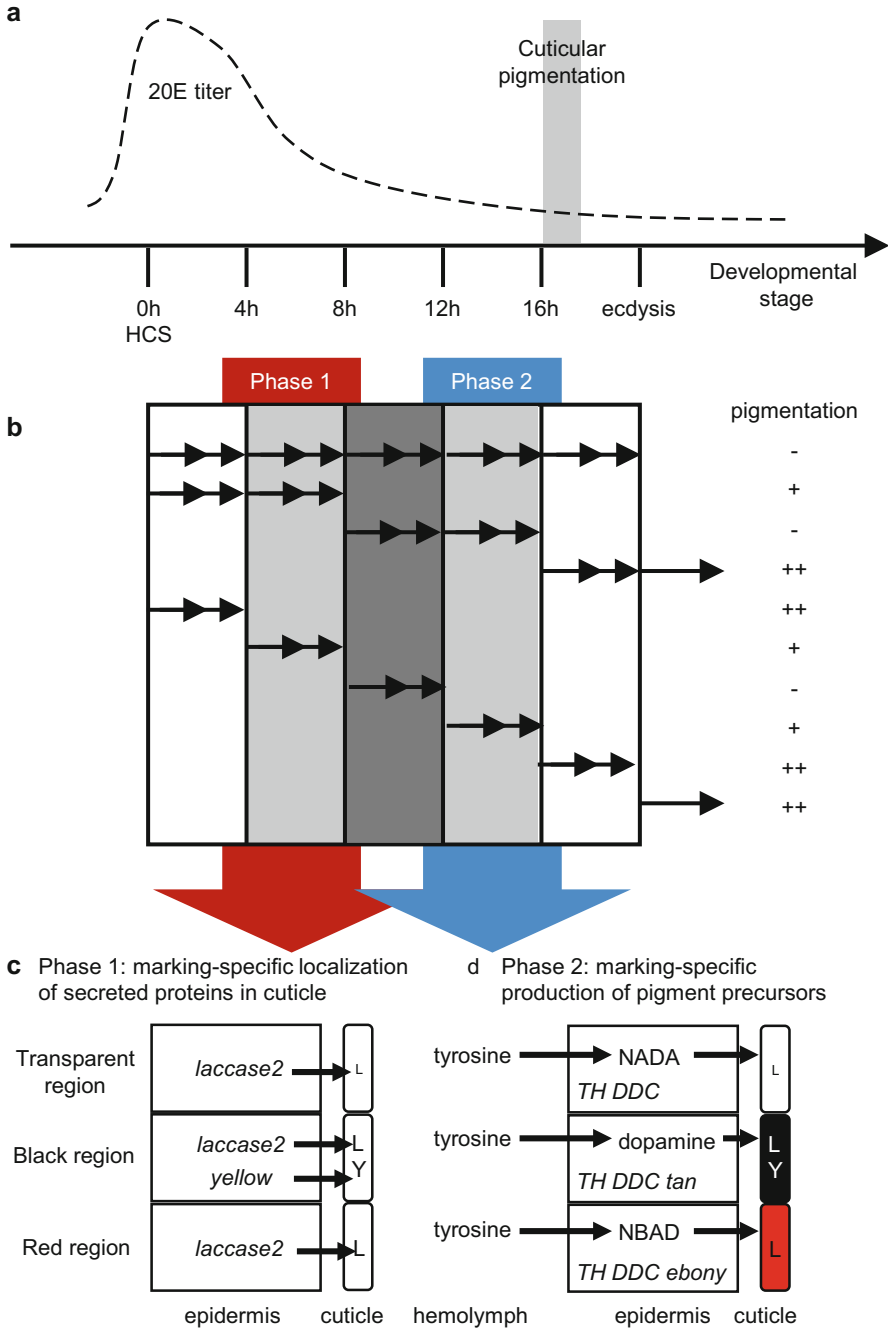 a
Cuticular
pigmentation
20E titer
Developmental
stage
0h
HCS
4h
8h
12h
16h
ecdysis
Phase 1
Phase 2
b
pigmentation
-
+
-
++
++
+
-
+
++
++
c Phase 1: marking-specific localization
of secreted proteins in cuticle
d Phase 2: marking-specific
production of pigment precursors
Transparent
region
laccase2
L
Black region
laccase2
yellow
L
Y
Red region
laccase2
L
tyrosine
NADA
TH DDC
L
tyrosine
dopamine
TH DDC tan
L
Y
tyrosine
NBAD
TH DDC ebony
L
epidermis
cuticle
hemolymph
epidermis
cuticle